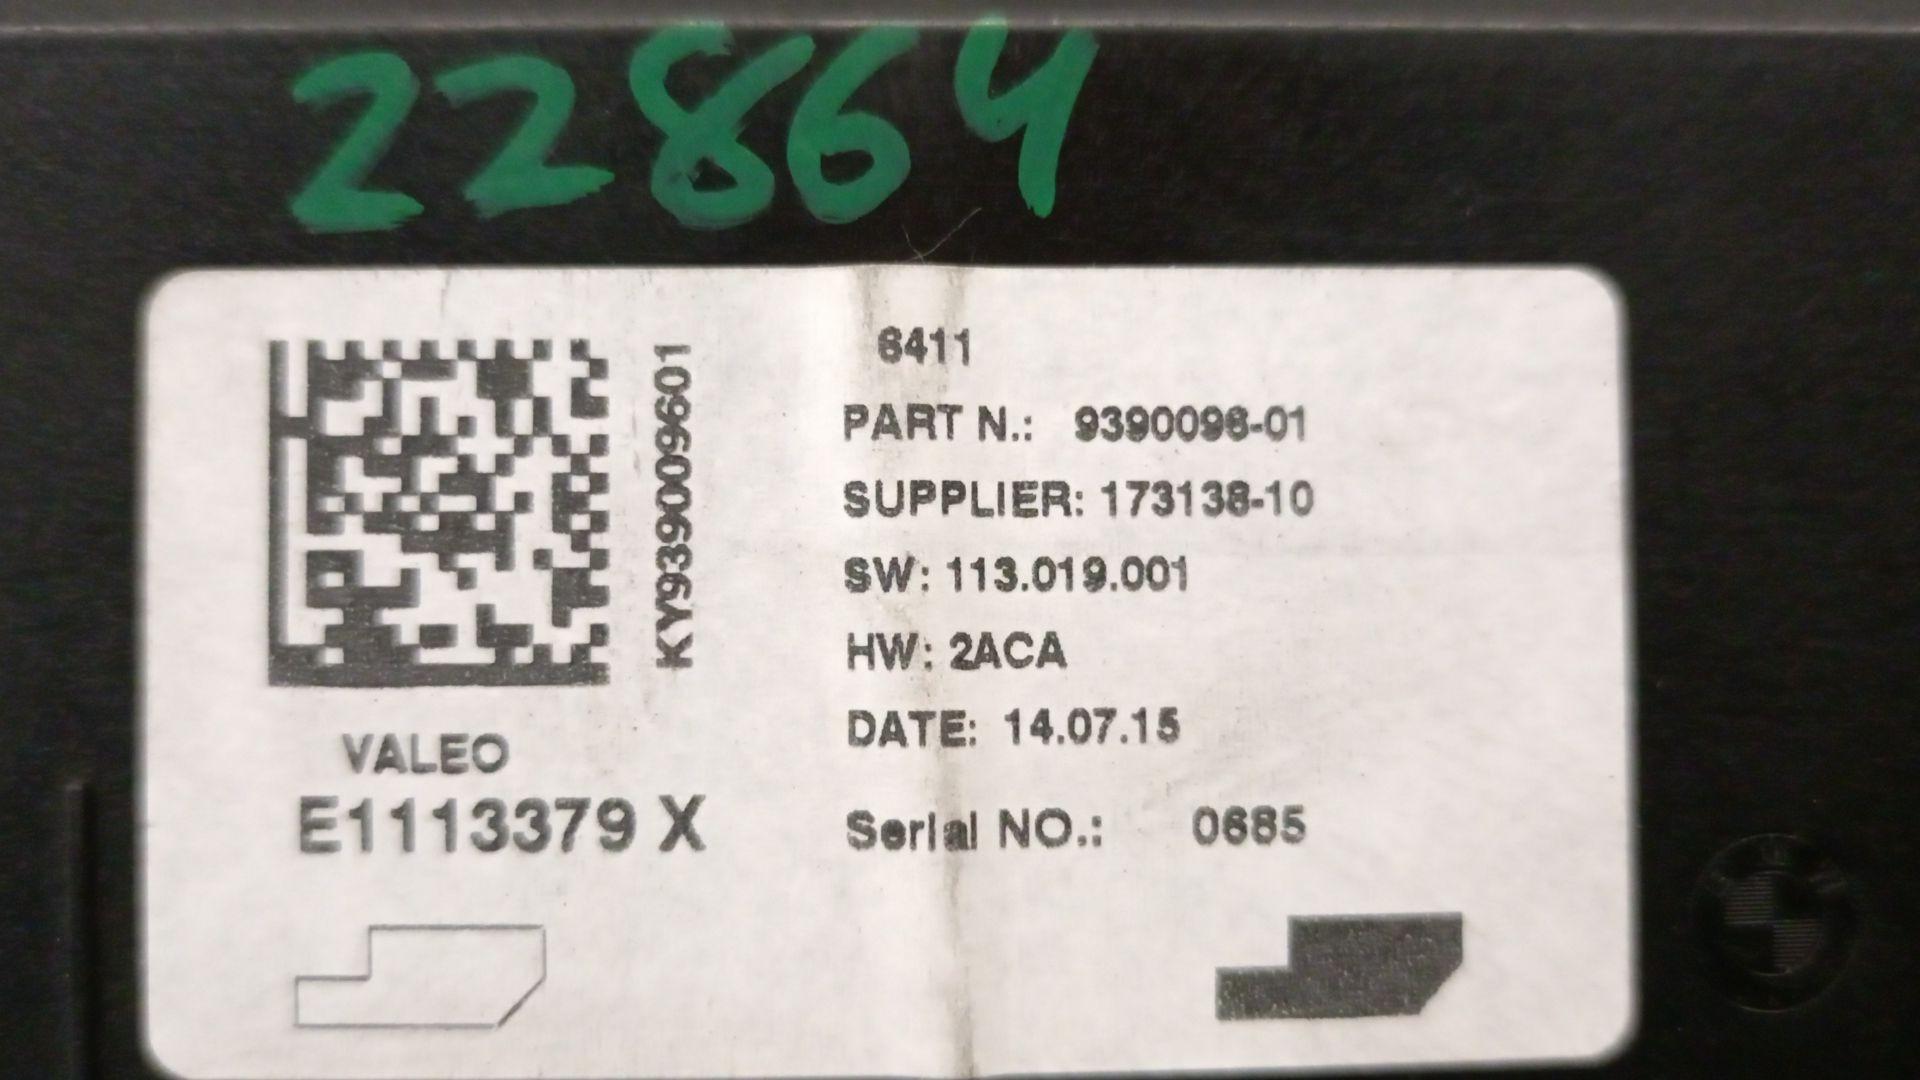 22864
6411
PART N.: 9390096-01
SUPPLIER: 173138-10
SW: 113.019.001
HW: 2ACA
DATE: 14.07.15
Serial NO.: 0685
KY939009601
VALEO
E1113379 X